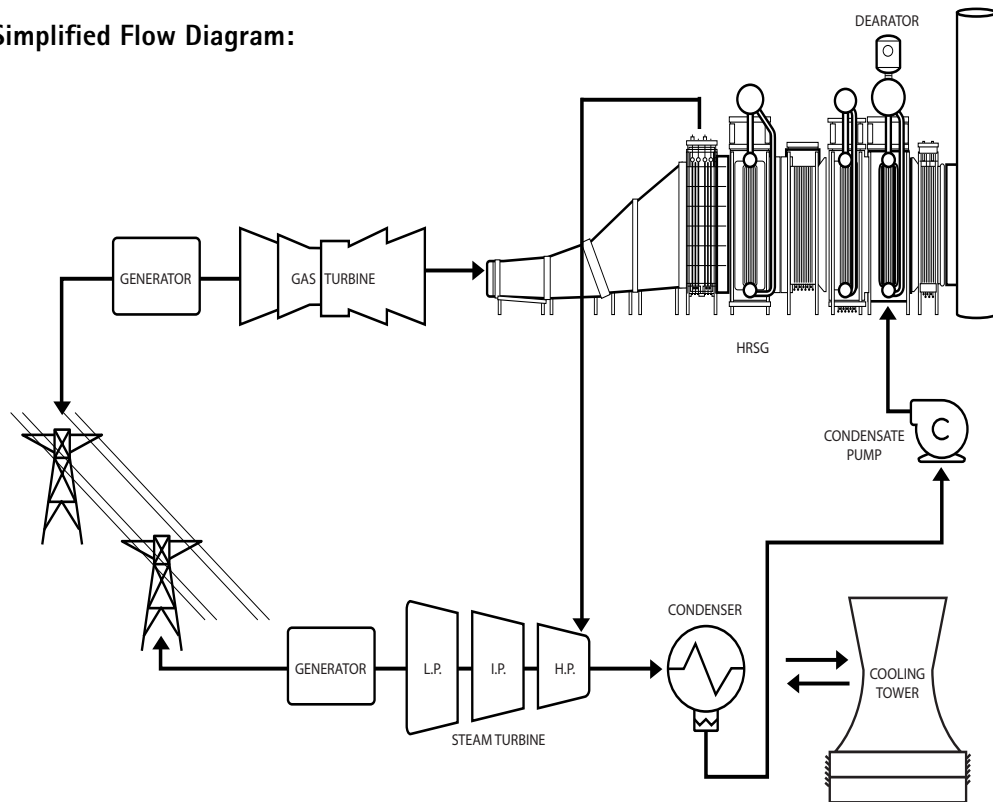 Simplified Flow Diagram:
DEARATOR
GENERATOR
GAS TURBINE
HRSG
CONDENSATE
PUMP
C
CONDENSER
GENERATOR
L.P.
I.P.
H.P.
COOLING
TOWER
STEAM TURBINE